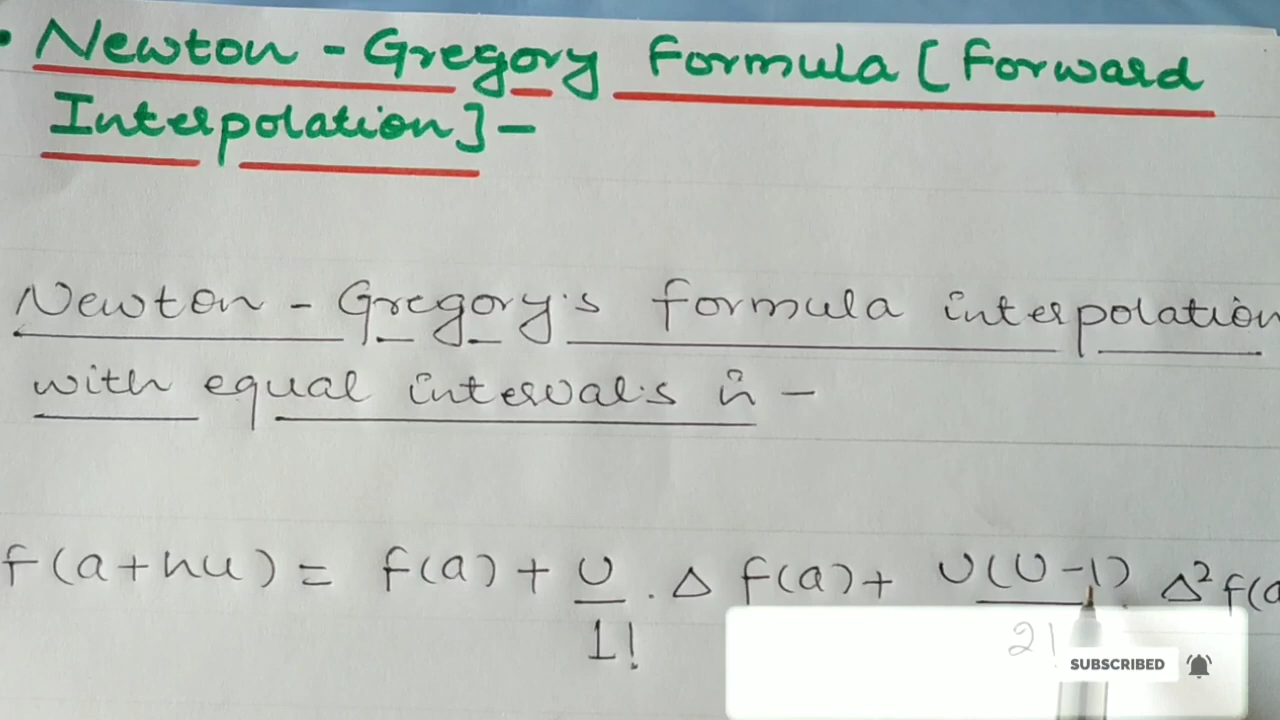 • Newton - Gregory Formula [Forward
Interpolation] -
Newton - Gregory's formula interpolation
with equal intervals is -
f(a+hu) = f(a) + U/1! . Δ f(a) + U(U-1)/2! . Δ² f(a
SUBSCRIBED